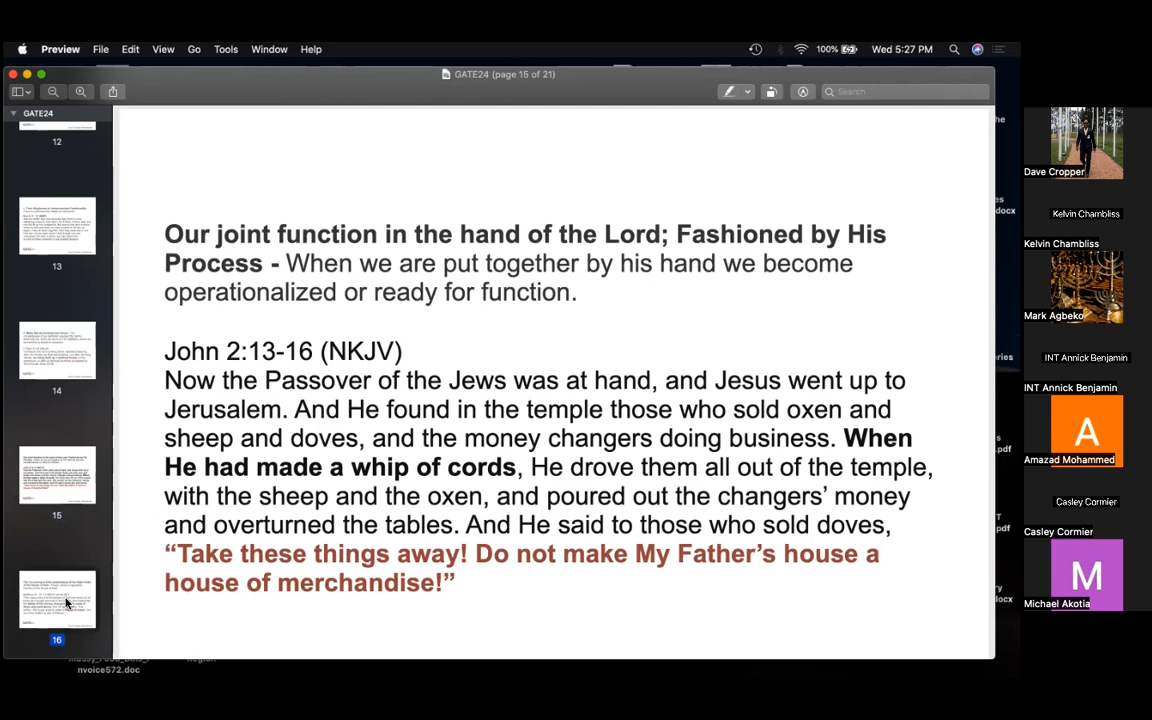 Preview File Edit View Go Tools Window Help
100% Wed 5:27 PM
GATE24 (page 15 of 21)
Search
GATE24
12
13
14
15
16
Our joint function in the hand of the Lord; Fashioned by His
Process - When we are put together by his hand we become
operationalized or ready for function.
John 2:13-16 (NKJV)
Now the Passover of the Jews was at hand, and Jesus went up to
Jerusalem. And He found in the temple those who sold oxen and
sheep and doves, and the money changers doing business. When
He had made a whip of cords, He drove them all out of the temple,
with the sheep and the oxen, and poured out the changers’ money
and overturned the tables. And He said to those who sold doves,
“Take these things away! Do not make My Father’s house a
house of merchandise!”
nvoice572.doc
docx
.pdf
pdf
docx
Dave Cropper
Kelvin Chambliss
Kelvin Chambliss
Mark Agbeko
INT Annick Benjamin
INT Annick Benjamin
A
Amazad Mohammed
Casley Cormier
Casley Cormier
M
Michael Akotia